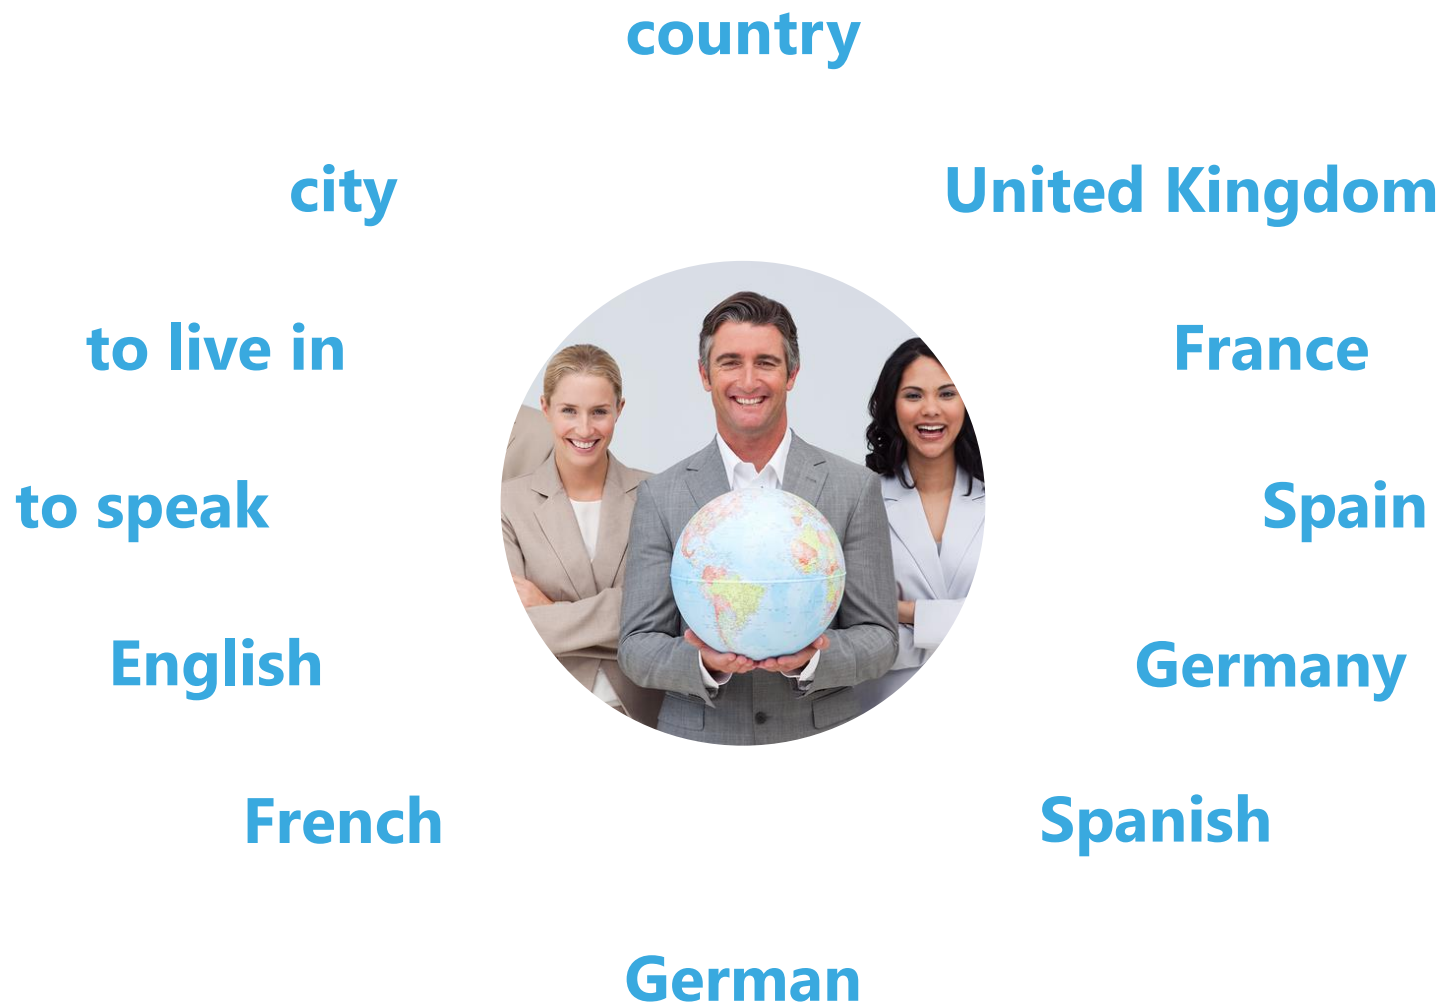 country
city
United Kingdom
to live in
France
to speak
Spain
English
Germany
French
Spanish
German